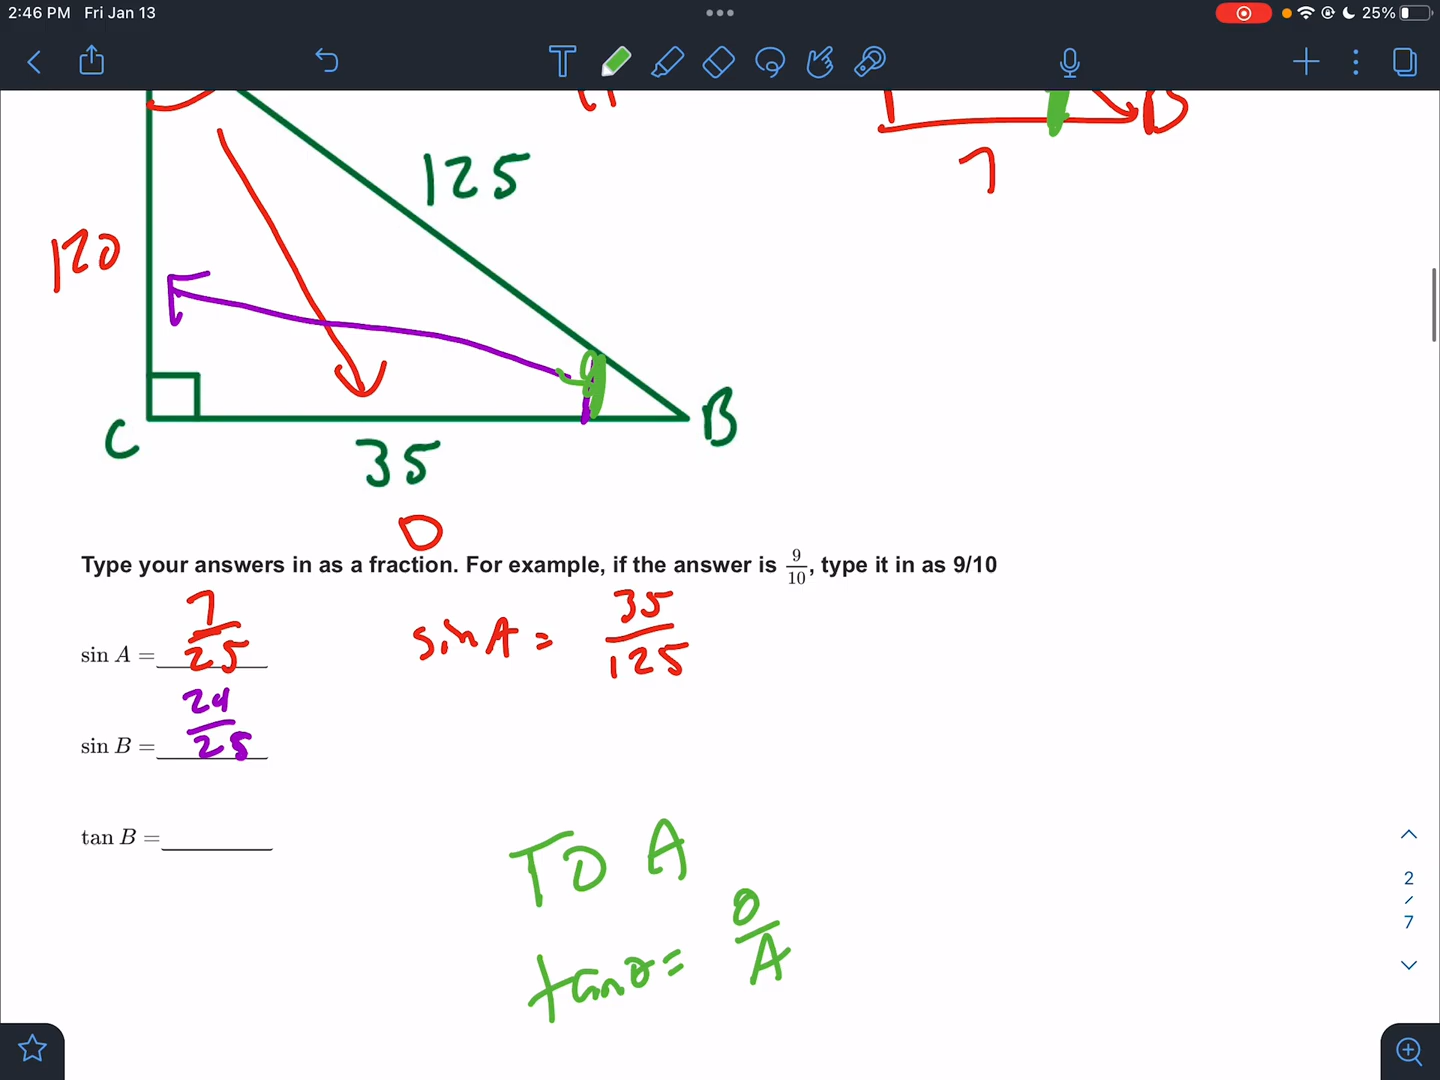 2:46 PM Fri Jan 13
25%
T
B
7
125
120
C
B
35
O
Type your answers in as a fraction. For example, if the answer is 9/10, type it in as 9/10
sin A = 7/25
sin A = 35/125
sin B = 24/25
tan B =
TOA
tan θ = O/A
2
/
7